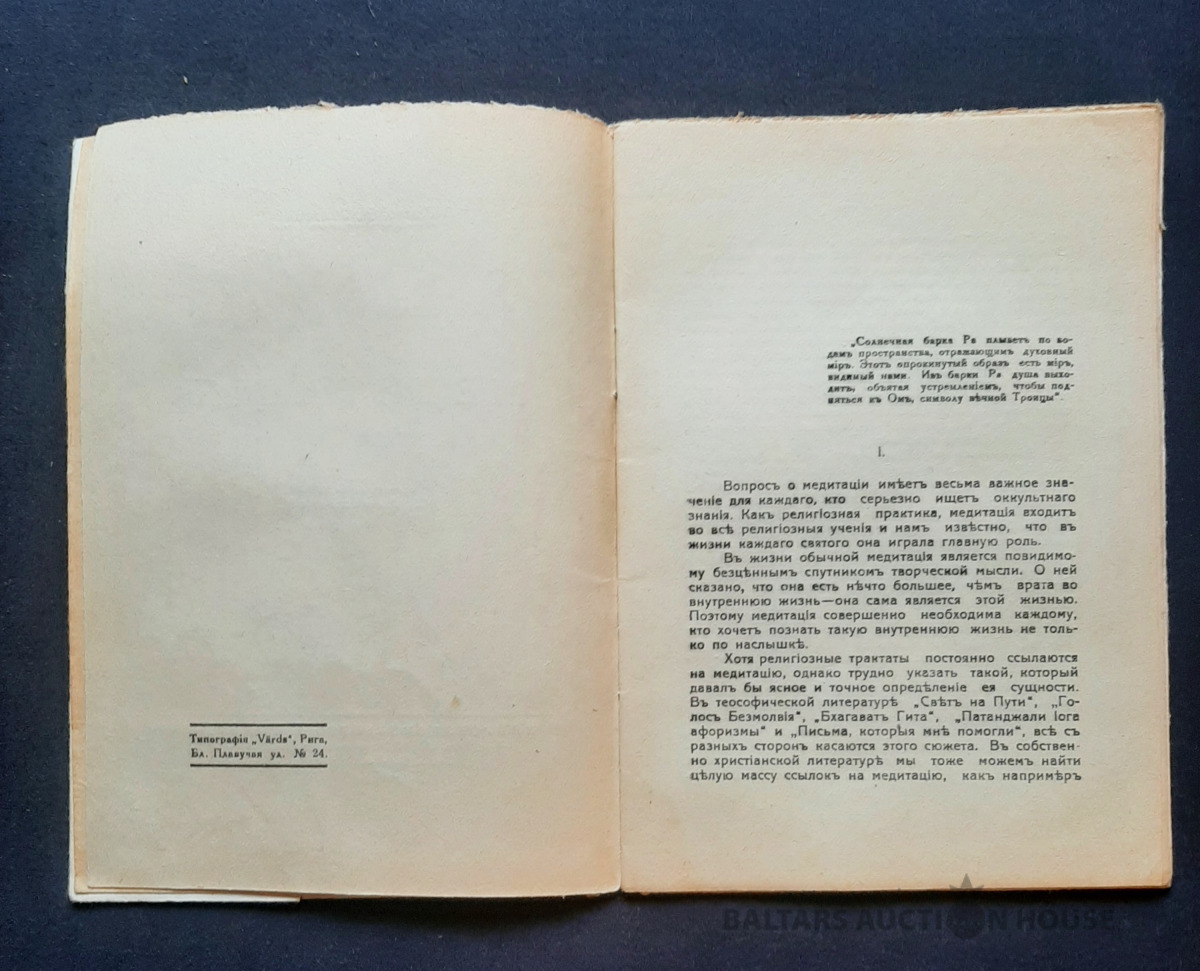 Типографія „Vārds“, Рига,
Бл. Плавучая ул. № 24.
„Солнечная барка Ра плыветъ по во-
дамъ пространства, отражающимъ духовный
міръ. Этотъ опрокинутый образъ есть міръ,
видимый нами. Изъ барки Ра душа выхо-
дитъ, объятая устремленіемъ, чтобы под-
няться къ Ом, символу вѣчной Троицы“.
I.
Вопросъ о медитаціи имѣетъ весьма важное зна-
ченіе для каждаго, кто серьезно ищетъ оккультнаго
знанія. Какъ религіозная практика, медитація входитъ
во всѣ религіозныя ученія и намъ извѣстно, что въ
жизни каждаго святого она играла главную роль.
Въ жизни обычной медитація является повидимо-
му безцѣннымъ спутникомъ творческой мысли. О ней
сказано, что она есть нѣчто большее, чѣмъ врата во
внутреннюю жизнь—она сама является этой жизнью.
Поэтому медитація совершенно необходима каждому,
кто хочетъ познать такую внутреннюю жизнь не толь-
ко по наслышкѣ.
Хотя религіозные трактаты постоянно ссылаются
на медитацію, однако трудно указать такой, который
давалъ бы ясное и точное опредѣленіе ея сущности.
Въ теософической литературѣ „Свѣтъ на Пути“, „Го-
лосъ Безмолвія“, „Бхагаватъ Гита“, „Патанджали Іога
афоризмы“ и „Письма, которыя мнѣ помогли“, всѣ съ
разныхъ сторонъ касаются этого сюжета. Въ собствен-
но христіанской литературѣ мы тоже можемъ найти
цѣлую массу ссылокъ на медитацію, какъ напримѣръ
BALTARS AUCTION HOUSE